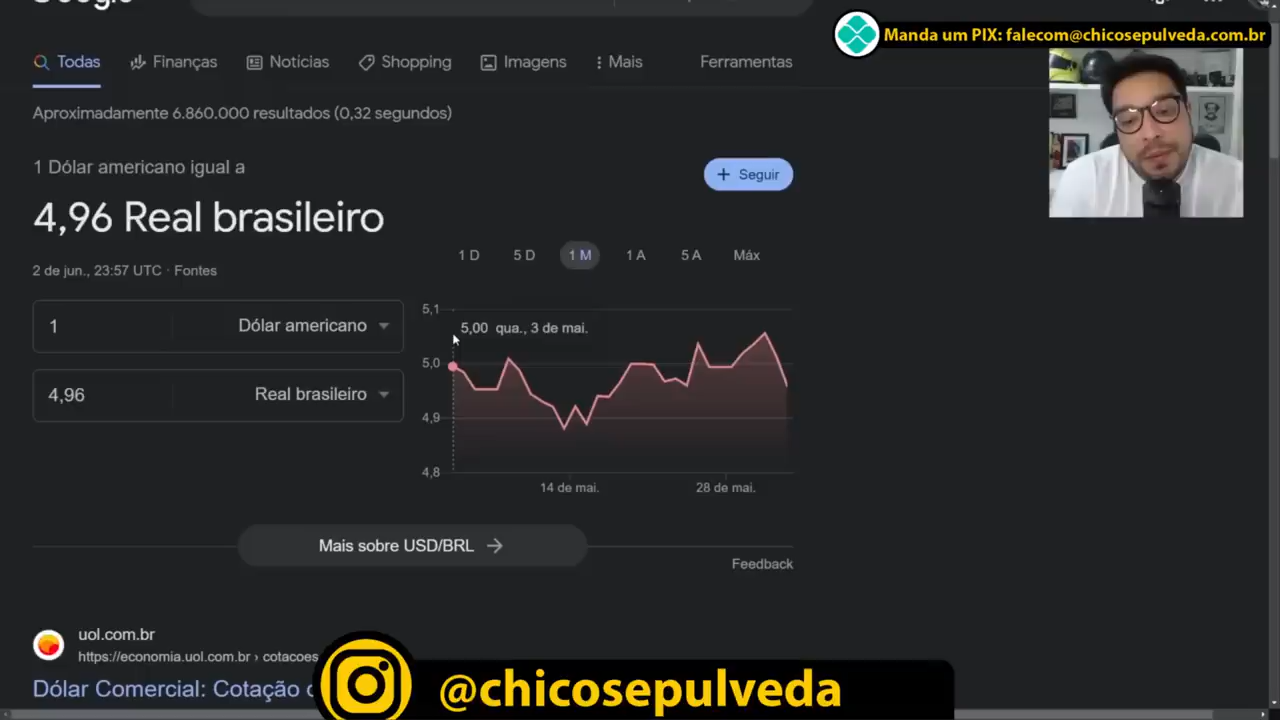 Manda um PIX: falecom@chicosepulveda.com.br
Todas Finanças Notícias Shopping Imagens Mais Ferramentas
Aproximadamente 6.860.000 resultados (0,32 segundos)
1 Dólar americano igual a
+ Seguir
4,96 Real brasileiro
1 D 5 D 1 M 1 A 5 A Máx
2 de jun., 23:57 UTC · Fontes
1 Dólar americano
4,96 Real brasileiro
5,1
5,00 qua., 3 de mai.
5,0
4,9
4,8
14 de mai. 28 de mai.
Mais sobre USD/BRL
Feedback
uol.com.br
https://economia.uol.com.br › cotacoes
Dólar Comercial: Cotação
@chicosepulveda